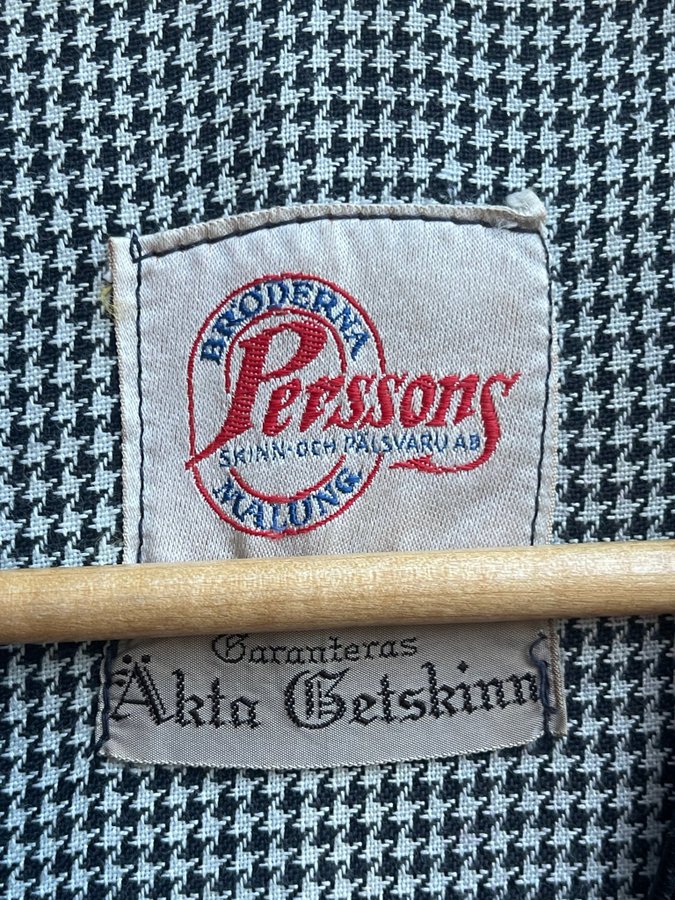 BRÖDERNA
Perssons
SKINN- OCH PÄLSVARU AB
MALUNG
Garanteras
Äkta Getskinn